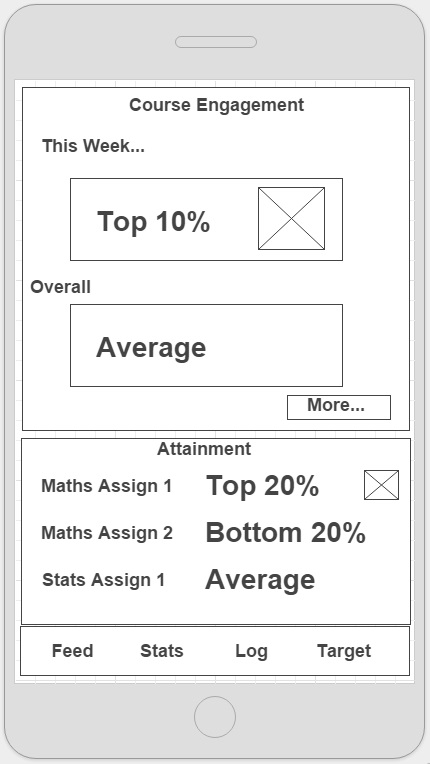 Course Engagement
This Week...
Top 10%
Overall
Average
More...
Attainment
Maths Assign 1 Top 20%
Maths Assign 2 Bottom 20%
Stats Assign 1 Average
Feed Stats Log Target